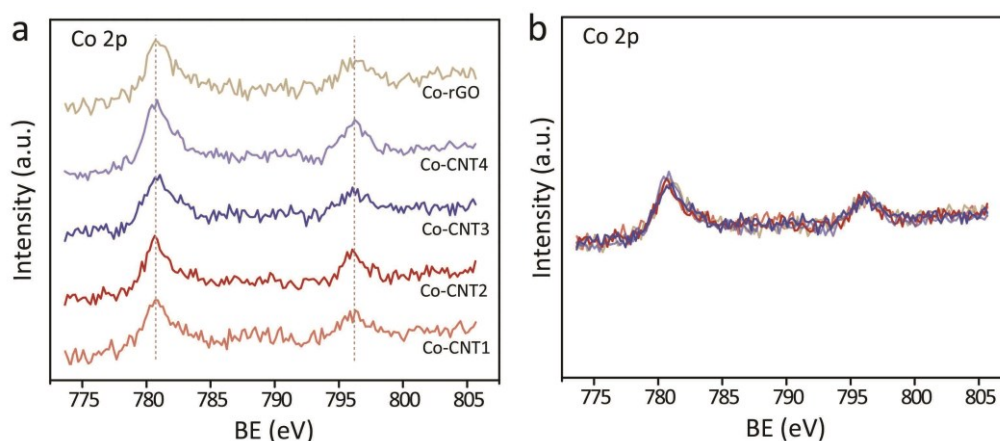 a
Co 2p
Co-rGO
Co-CNT4
Co-CNT3
Co-CNT2
Co-CNT1
Intensity (a.u.)
775 780 785 790 795 800 805
BE (eV)
b
Co 2p
Intensity (a.u.)
775 780 785 790 795 800 805
BE (eV)